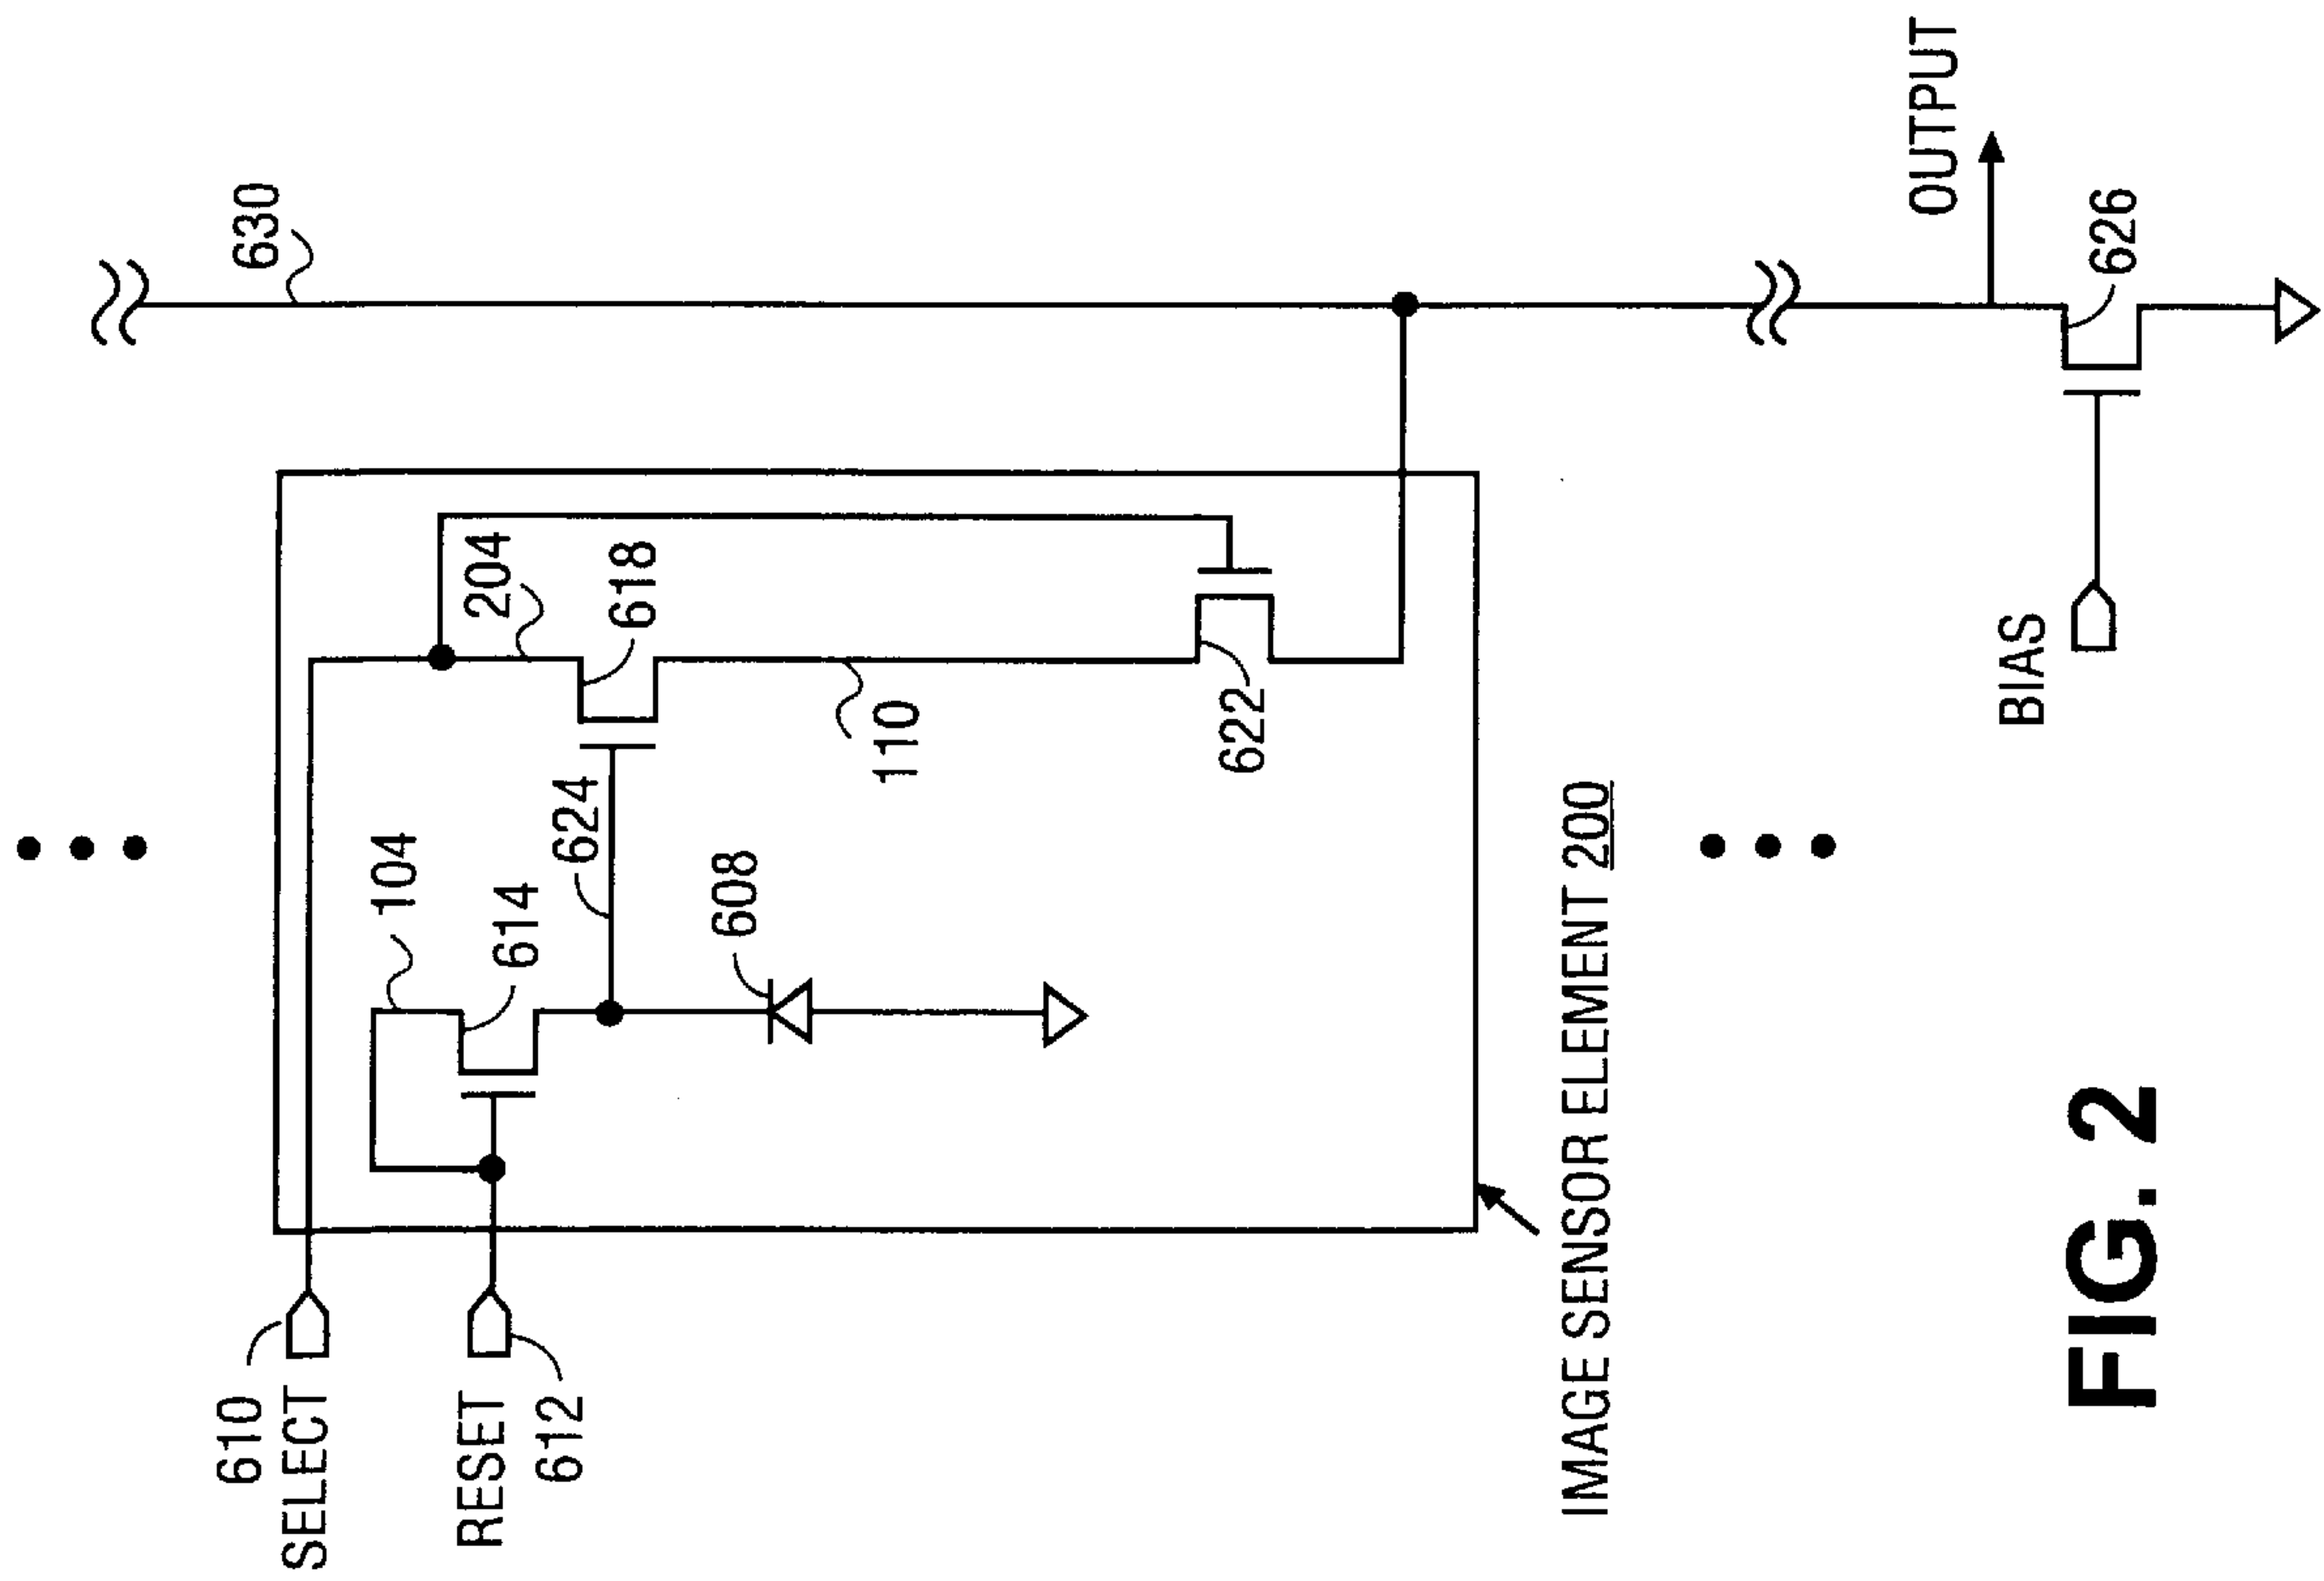 610
SELECT
RESET
612
104
614
624
608
204
618
110
622
630
IMAGE SENSOR ELEMENT 200
BIAS
OUTPUT
626
FIG. 2